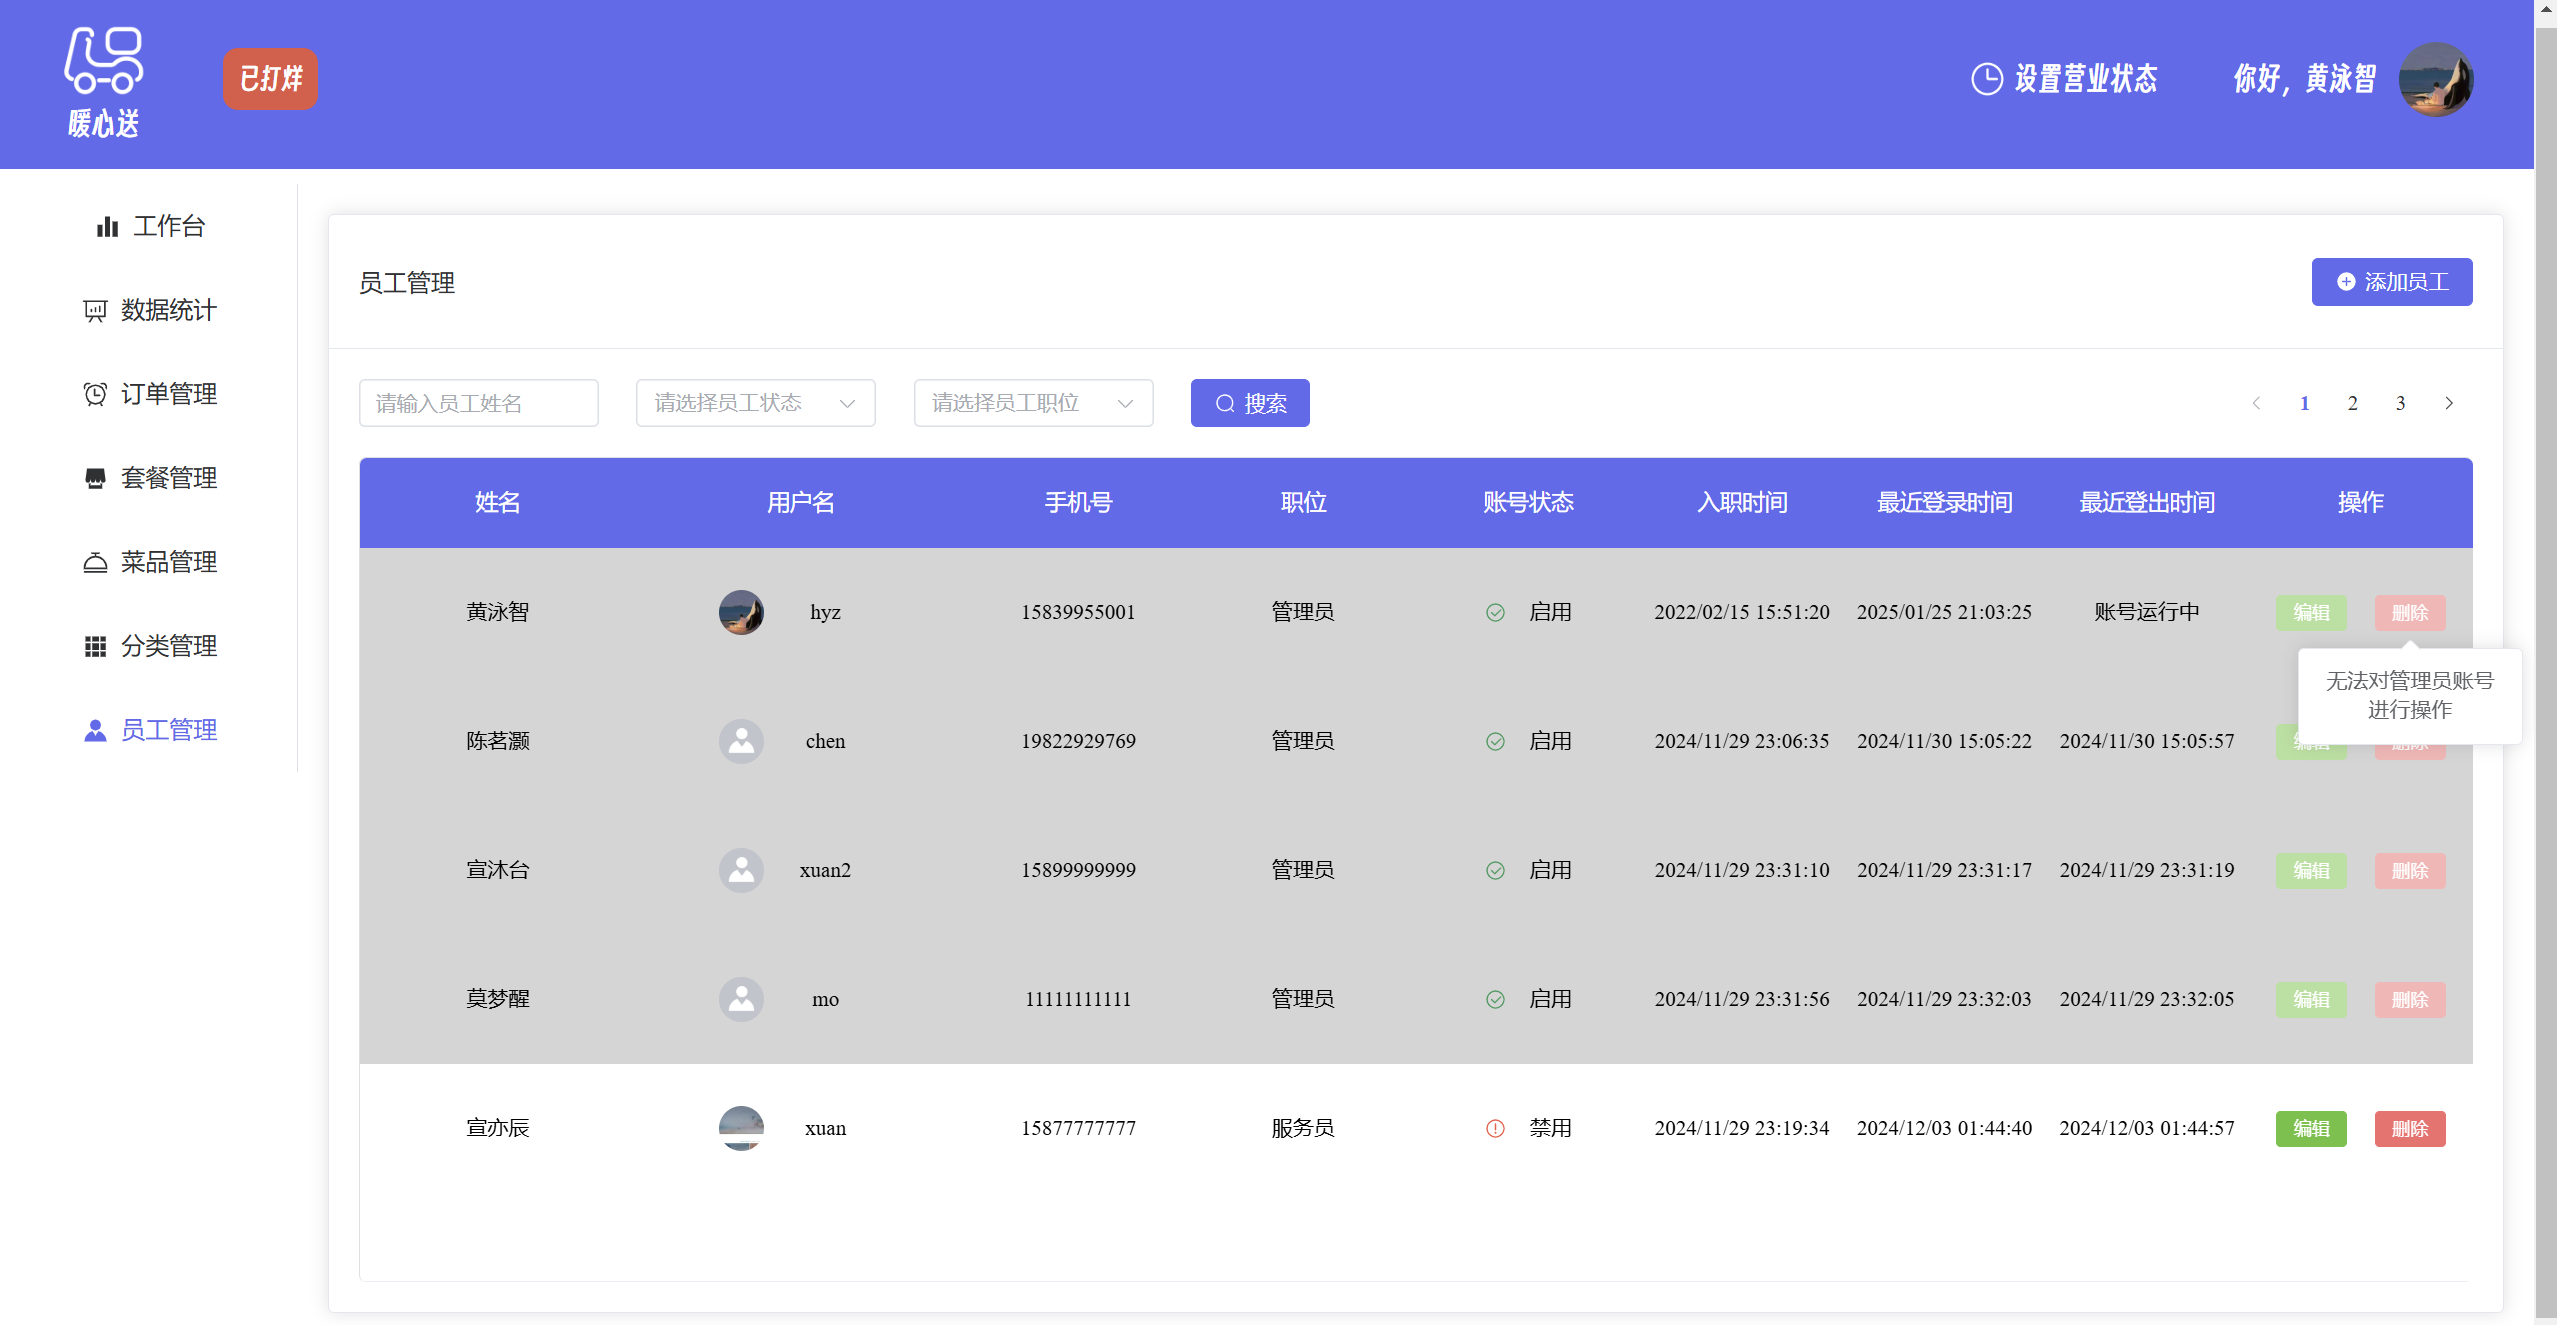 暖心送
已打烊
设置营业状态
你好，黄泳智
工作台
数据统计
订单管理
套餐管理
菜品管理
分类管理
员工管理
员工管理
添加员工
请输入员工姓名
请选择员工状态
请选择员工职位
搜索
1 2 3
姓名 用户名 手机号 职位 账号状态 入职时间 最近登录时间 最近登出时间 操作
黄泳智 hyz 15839955001 管理员 启用 2022/02/15 15:51:20 2025/01/25 21:03:25 账号运行中 编辑 删除
无法对管理员账号
进行操作
陈茗灏 chen 19822929769 管理员 启用 2024/11/29 23:06:35 2024/11/30 15:05:22 2024/11/30 15:05:57 编辑 删除
宣沐台 xuan2 15899999999 管理员 启用 2024/11/29 23:31:10 2024/11/29 23:31:17 2024/11/29 23:31:19 编辑 删除
莫梦醒 mo 11111111111 管理员 启用 2024/11/29 23:31:56 2024/11/29 23:32:03 2024/11/29 23:32:05 编辑 删除
宣亦辰 xuan 15877777777 服务员 禁用 2024/11/29 23:19:34 2024/12/03 01:44:40 2024/12/03 01:44:57 编辑 删除